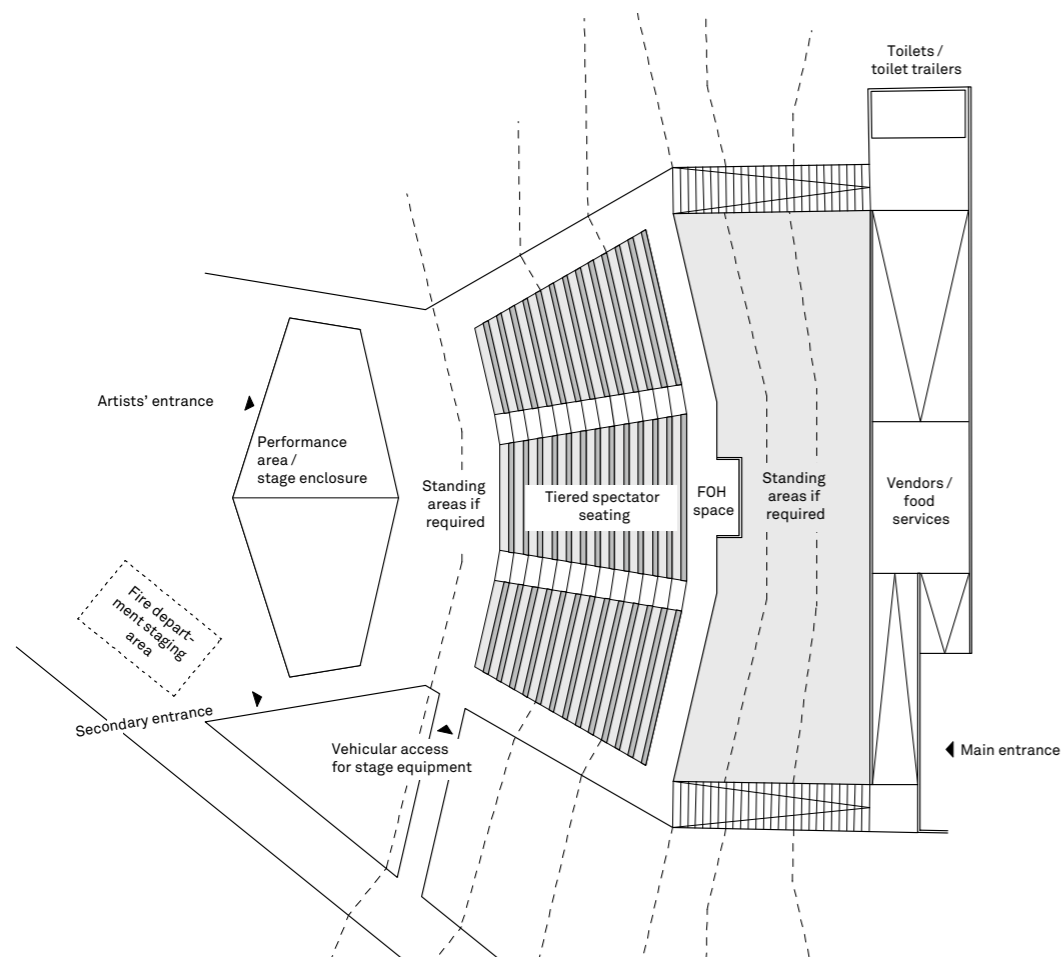 Toilets /
toilet trailers
Artists' entrance
Performance
area /
stage enclosure
Standing
areas if
required
Tiered spectator
seating
FOH
space
Standing
areas if
required
Vendors /
food
services
Fire depart-
ment staging
area
Secondary entrance
Vehicular access
for stage equipment
Main entrance